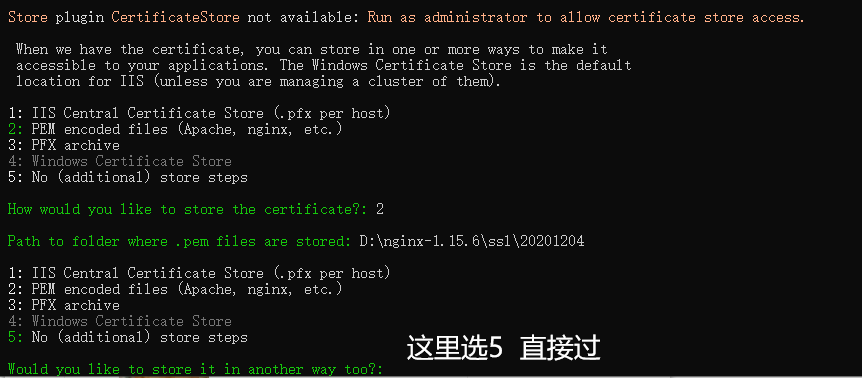 Store plugin CertificateStore not available: Run as administrator to allow certificate store access.
When we have the certificate, you can store in one or more ways to make it
accessible to your applications. The Windows Certificate Store is the default
location for IIS (unless you are managing a cluster of them).
1: IIS Central Certificate Store (.pfx per host)
2: PEM encoded files (Apache, nginx, etc.)
3: PFX archive
4: Windows Certificate Store
5: No (additional) store steps
How would you like to store the certificate?: 2
Path to folder where .pem files are stored: D:\nginx-1.15.6\ssl\20201204
1: IIS Central Certificate Store (.pfx per host)
2: PEM encoded files (Apache, nginx, etc.)
3: PFX archive
4: Windows Certificate Store
5: No (additional) store steps
这里选5 直接过
Would you like to store it in another way too?: